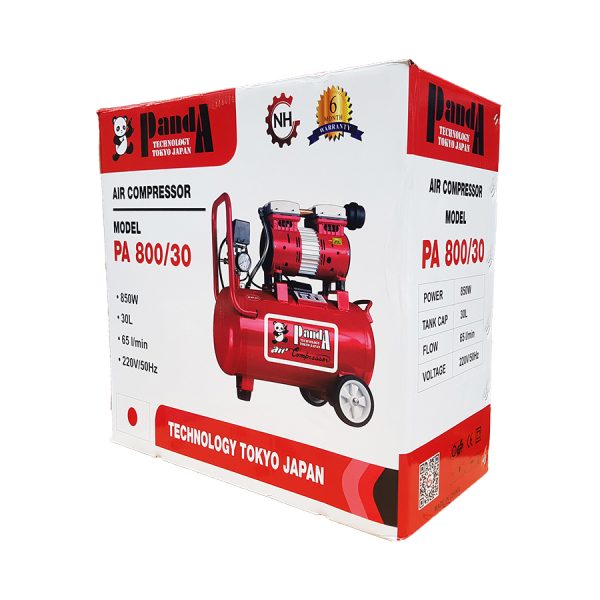 PandA
TECHNOLOGY
TOKYO JAPAN
NH
6
MONTH
WARRANTY
AIR COMPRESSOR
MODEL
PA 800/30
• 850W
• 30L
• 65 l/min
• 220V/50Hz
PandA
TECHNOLOGY
TOKYO JAPAN
air Compressor
TECHNOLOGY TOKYO JAPAN
PandA
TECHNOLOGY
TOKYO JAPAN
AIR COMPRESSOR
MODEL
PA 800/30
POWER 850W
TANK CAP 30L
FLOW 65 l/min
VOLTAGE 220V/50Hz